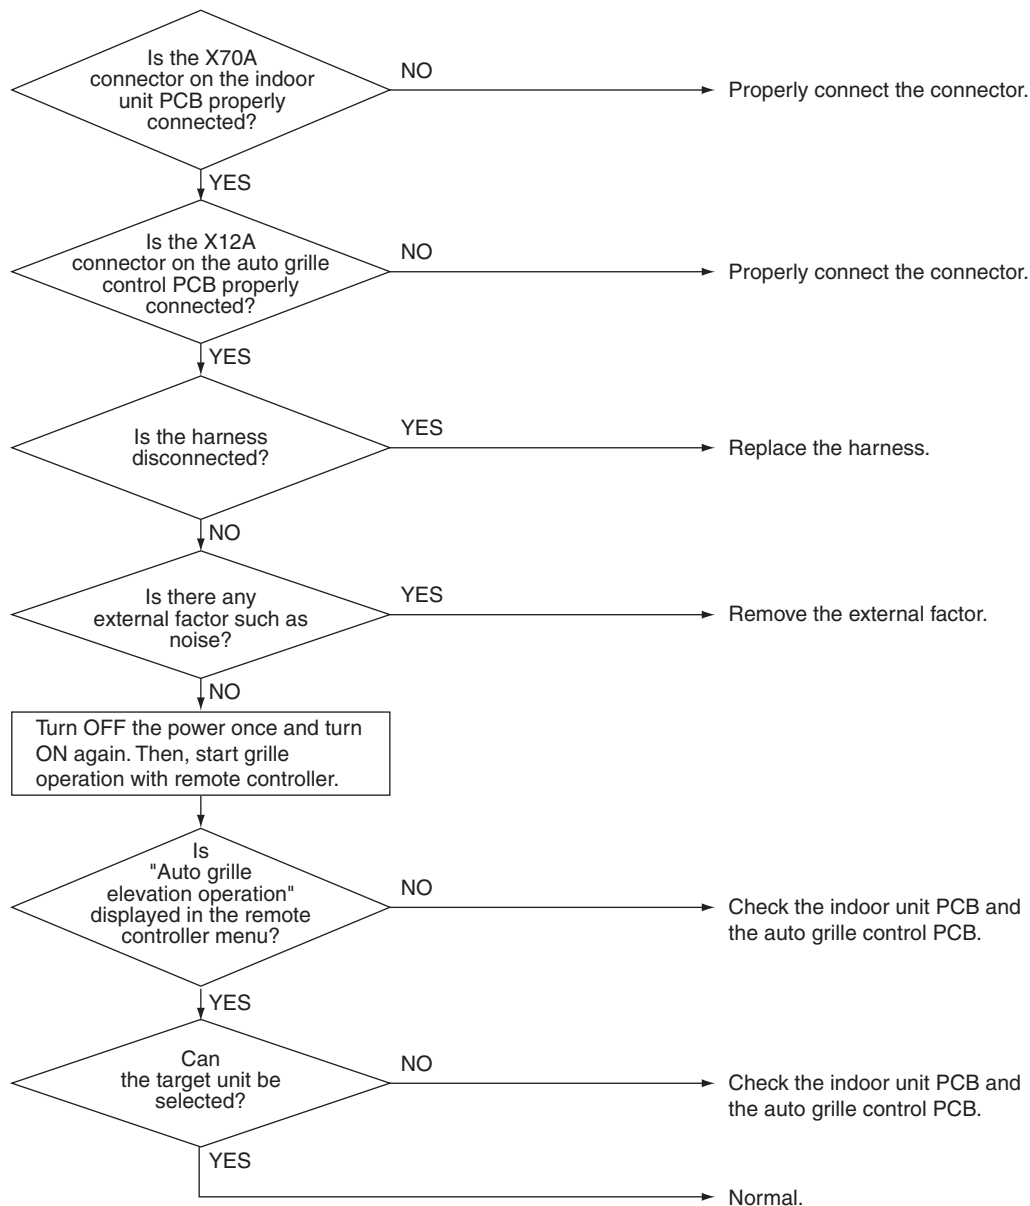 Is the X70A
connector on the indoor
unit PCB properly
connected?
NO
Properly connect the connector.
YES
Is the X12A
connector on the auto grille
control PCB properly
connected?
NO
Properly connect the connector.
YES
Is the harness
disconnected?
YES
Replace the harness.
NO
Is there any
external factor such as
noise?
YES
Remove the external factor.
NO
Turn OFF the power once and turn
ON again. Then, start grille
operation with remote controller.
Is
"Auto grille
elevation operation"
displayed in the remote
controller menu?
NO
Check the indoor unit PCB and
the auto grille control PCB.
YES
Can
the target unit be
selected?
NO
Check the indoor unit PCB and
the auto grille control PCB.
YES
Normal.